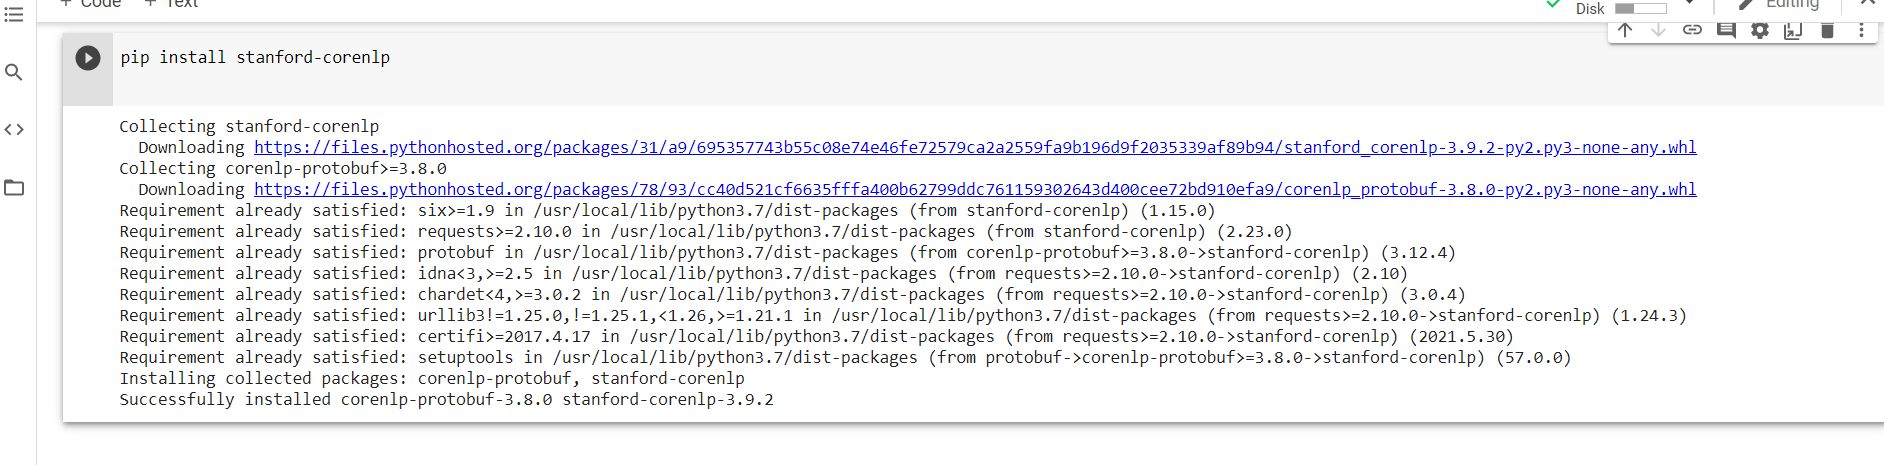 + Code + Text
Disk
Editing
pip install stanford-corenlp
Collecting stanford-corenlp
Downloading https://files.pythonhosted.org/packages/31/a9/695357743b55c08e74e46fe72579ca2a2559fa9b196d9f2035339af89b94/stanford_corenlp-3.9.2-py2.py3-none-any.whl
Collecting corenlp-protobuf>=3.8.0
Downloading https://files.pythonhosted.org/packages/78/93/cc40d521cf6635fffa400b62799ddc761159302643d400cee72bd910efa9/corenlp_protobuf-3.8.0-py2.py3-none-any.whl
Requirement already satisfied: six>=1.9 in /usr/local/lib/python3.7/dist-packages (from stanford-corenlp) (1.15.0)
Requirement already satisfied: requests>=2.10.0 in /usr/local/lib/python3.7/dist-packages (from stanford-corenlp) (2.23.0)
Requirement already satisfied: protobuf in /usr/local/lib/python3.7/dist-packages (from corenlp-protobuf>=3.8.0->stanford-corenlp) (3.12.4)
Requirement already satisfied: idna<3,>=2.5 in /usr/local/lib/python3.7/dist-packages (from requests>=2.10.0->stanford-corenlp) (2.10)
Requirement already satisfied: chardet<4,>=3.0.2 in /usr/local/lib/python3.7/dist-packages (from requests>=2.10.0->stanford-corenlp) (3.0.4)
Requirement already satisfied: urllib3!=1.25.0,!=1.25.1,<1.26,>=1.21.1 in /usr/local/lib/python3.7/dist-packages (from requests>=2.10.0->stanford-corenlp) (1.24.3)
Requirement already satisfied: certifi>=2017.4.17 in /usr/local/lib/python3.7/dist-packages (from requests>=2.10.0->stanford-corenlp) (2021.5.30)
Requirement already satisfied: setuptools in /usr/local/lib/python3.7/dist-packages (from protobuf->corenlp-protobuf>=3.8.0->stanford-corenlp) (57.0.0)
Installing collected packages: corenlp-protobuf, stanford-corenlp
Successfully installed corenlp-protobuf-3.8.0 stanford-corenlp-3.9.2